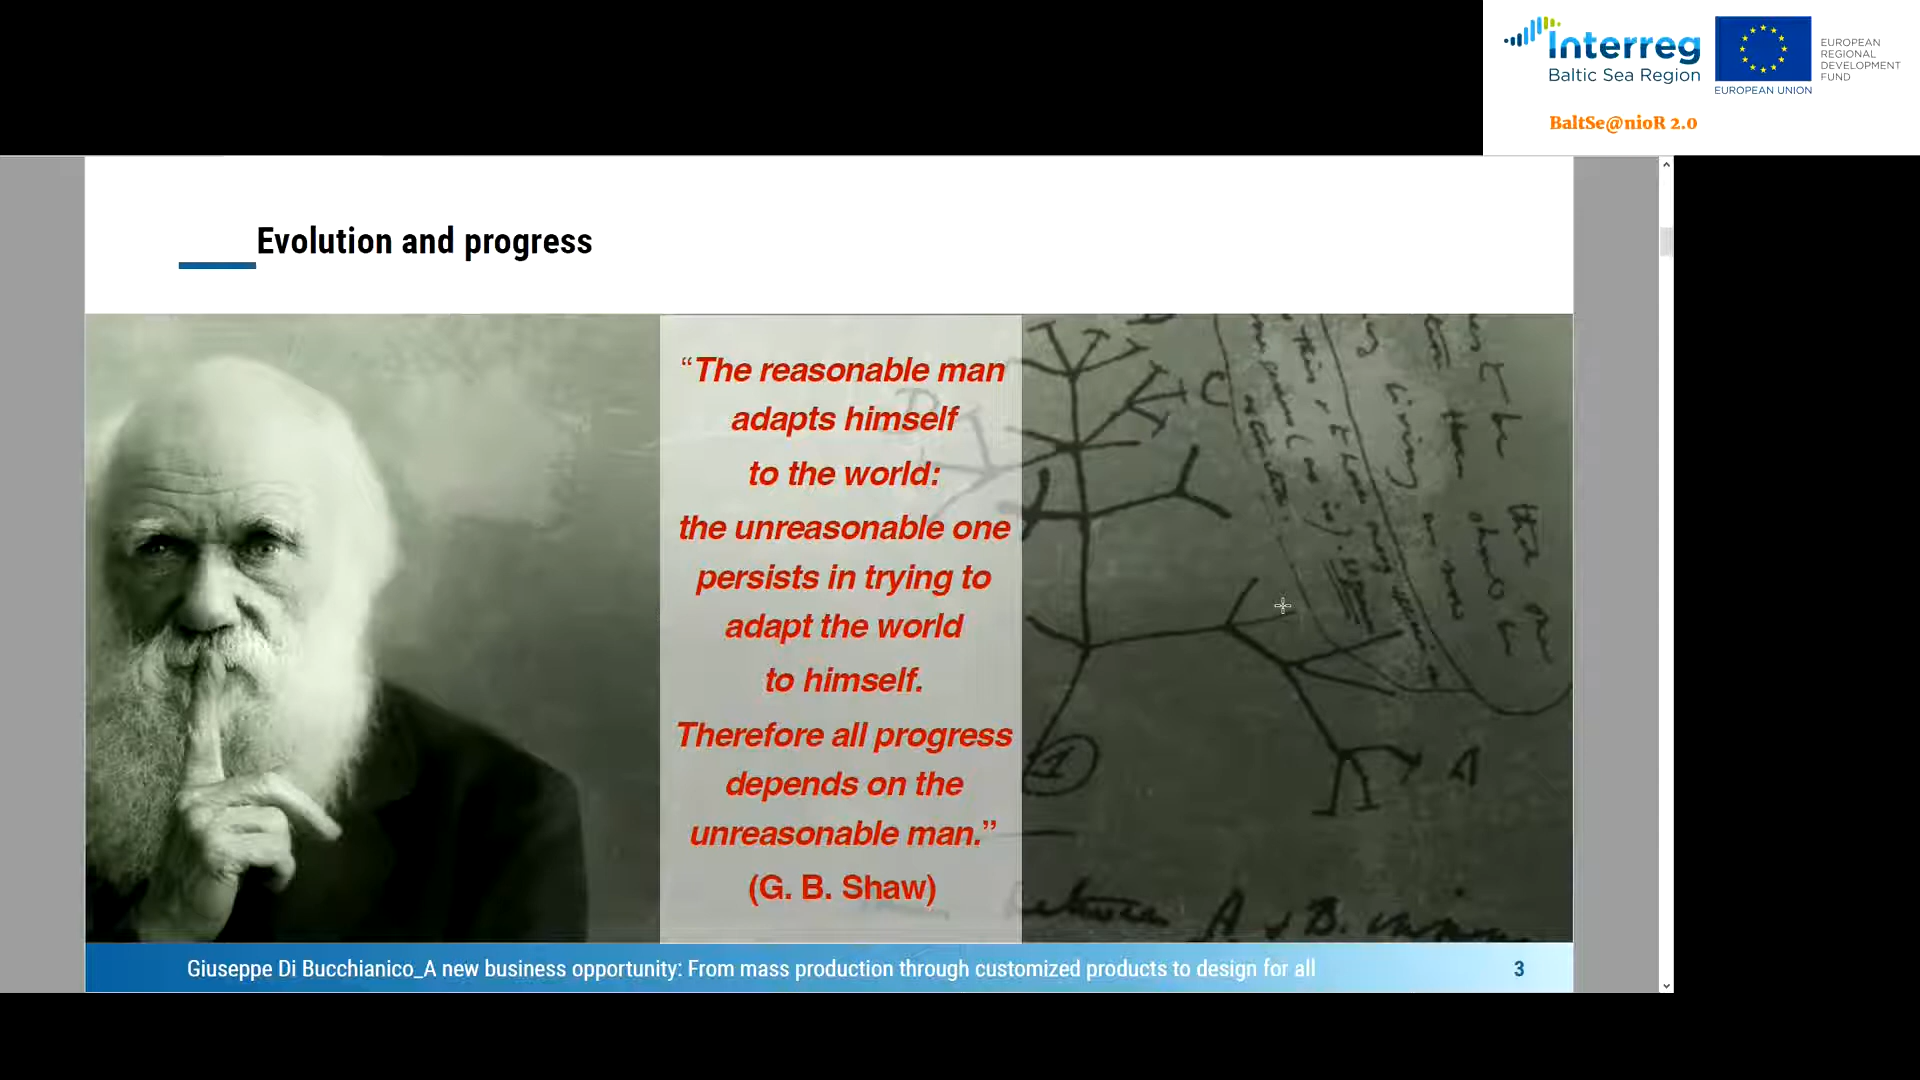 Interreg
Baltic Sea Region
EUROPEAN UNION
EUROPEAN
REGIONAL
DEVELOPMENT
FUND
BaltSe@nioR 2.0
Evolution and progress
“The reasonable man
adapts himself
to the world:
the unreasonable one
persists in trying to
adapt the world
to himself.
Therefore all progress
depends on the
unreasonable man.”
(G. B. Shaw)
C
D
1
A
between A & B.
Giuseppe Di Bucchianico_A new business opportunity: From mass production through customized products to design for all
3